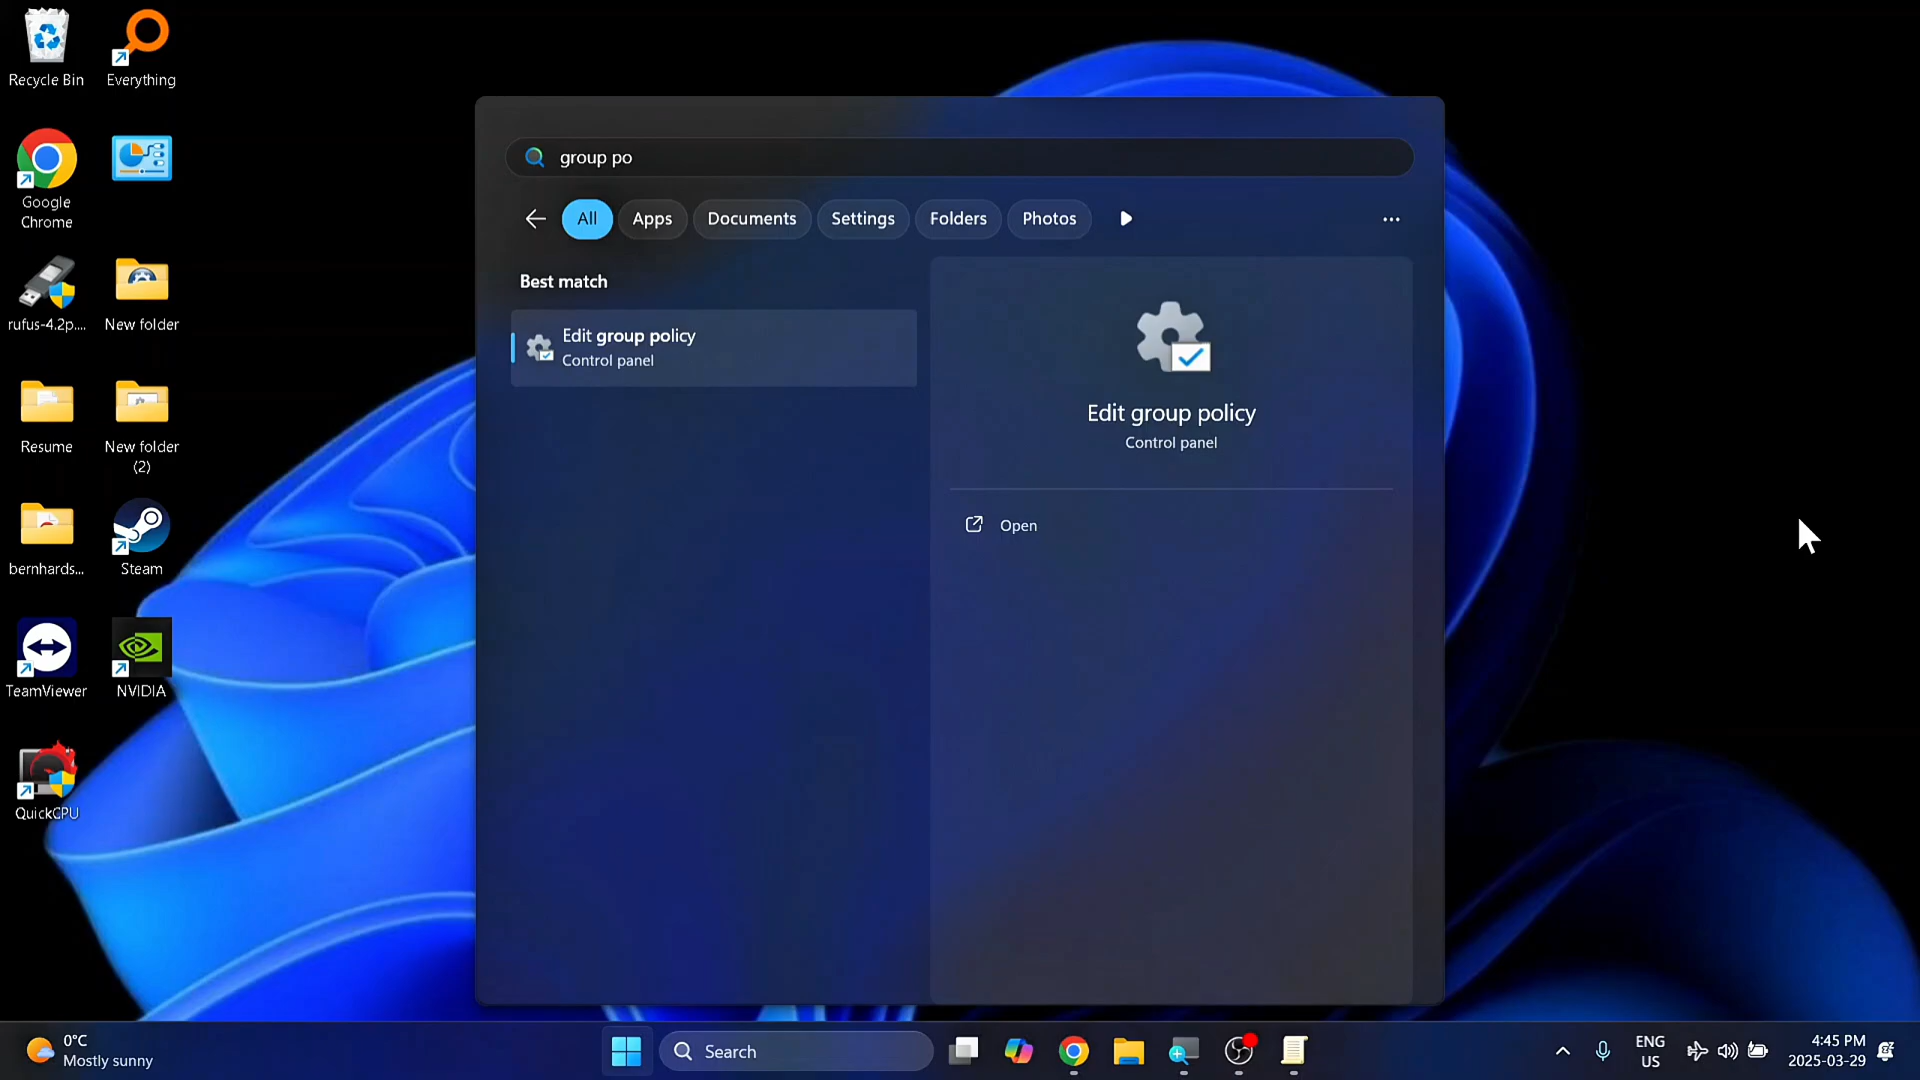 Recycle Bin
Everything
Google
Chrome
rufus-4.2p....
New folder
Resume
New folder
(2)
bernhards...
Steam
TeamViewer
NVIDIA
QuickCPU
group po
All
Apps
Documents
Settings
Folders
Photos
Best match
Edit group policy
Control panel
Edit group policy
Control panel
Open
0°C
Mostly sunny
Search
ENG
US
4:45 PM
2025-03-29